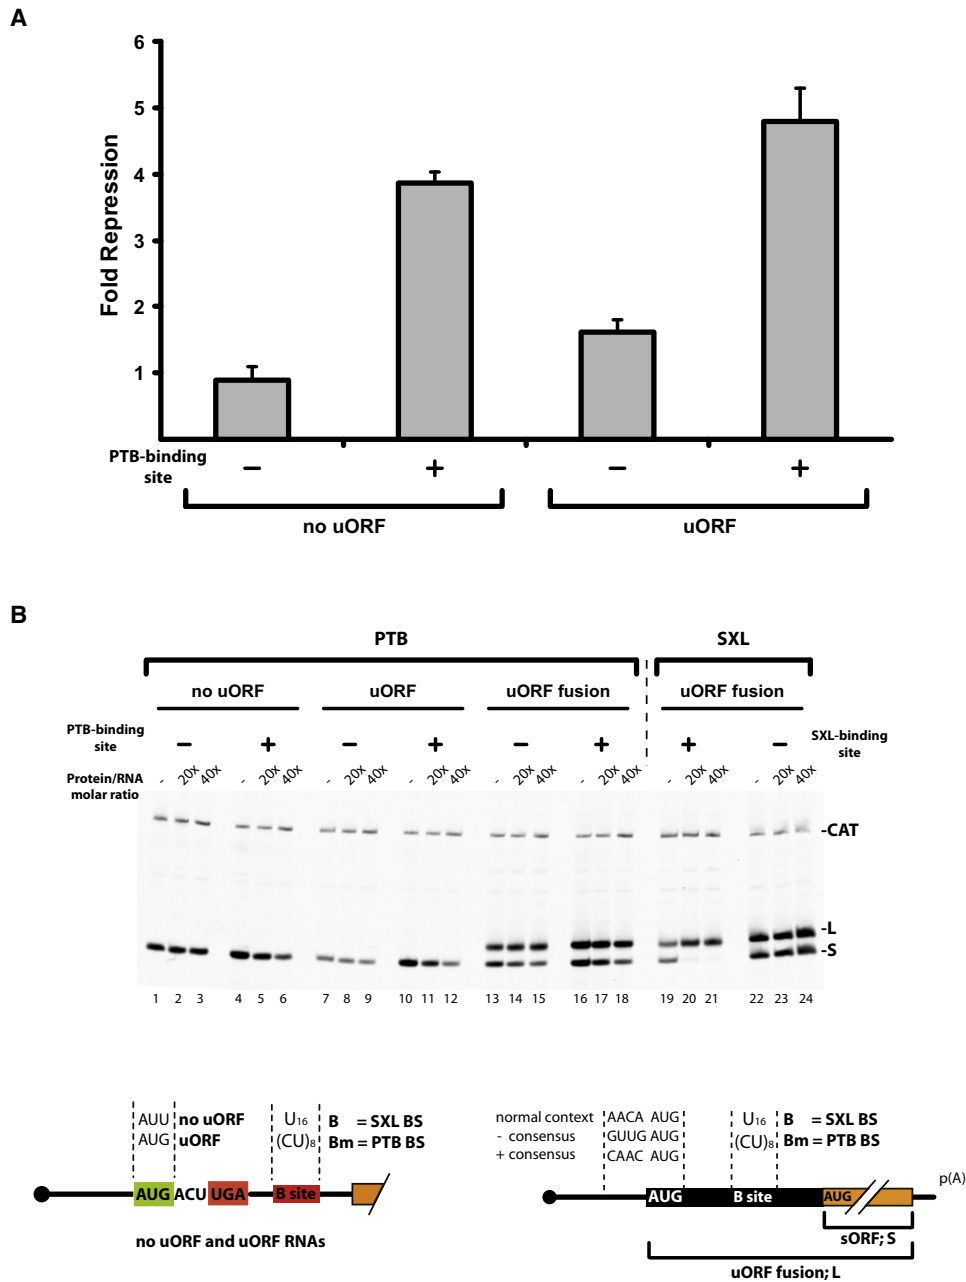 A
6
5
4
3
2
1
Fold Repression
PTB-binding site
− + − +
no uORF uORF
B
PTB SXL
no uORF uORF uORF fusion uORF fusion
PTB-binding site
− + − + − + + −
SXL-binding site
Protein/RNA molar ratio
- 20x 40x - 20x 40x - 20x 40x - 20x 40x - 20x 40x - 20x 40x - 20x 40x - 20x 40x
-CAT
-L
-S
1 2 3 4 5 6 7 8 9 10 11 12 13 14 15 16 17 18 19 20 21 22 23 24
AUU no uORF U16 B = SXL BS
AUG uORF (CU)8 Bm = PTB BS
AUG ACU UGA B site
no uORF and uORF RNAs
normal context AACA AUG U16 B = SXL BS
- consensus GUUG AUG (CU)8 Bm = PTB BS
+ consensus CAAC AUG
AUG B site AUG p(A)
sORF; S
uORF fusion; L